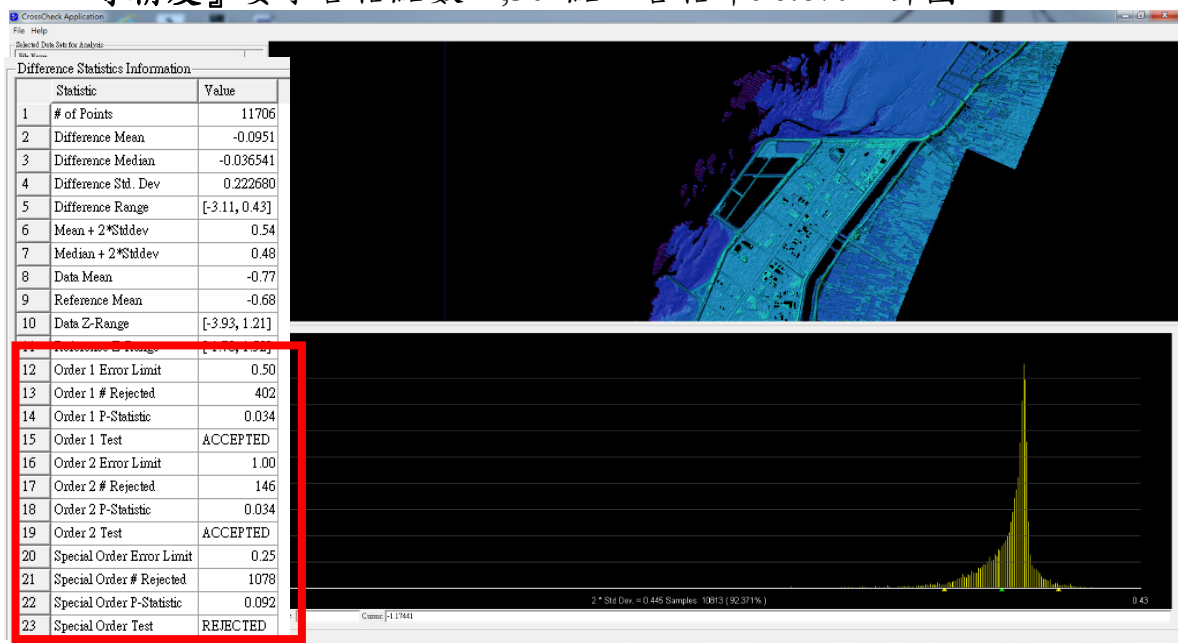 CrossCheck Application
File Help
Selected Data Sets for Analysis
Difference Statistics Information
Statistic Value
1 # of Points 11706
2 Difference Mean -0.0951
3 Difference Median -0.036541
4 Difference Std. Dev 0.222680
5 Difference Range [-3.11, 0.43]
6 Mean + 2*Stddev 0.54
7 Median + 2*Stddev 0.48
8 Data Mean -0.77
9 Reference Mean -0.68
10 Data Z-Range [-3.93, 1.21]
12 Order 1 Error Limit 0.50
13 Order 1 # Rejected 402
14 Order 1 P-Statistic 0.034
15 Order 1 Test ACCEPTED
16 Order 2 Error Limit 1.00
17 Order 2 # Rejected 146
18 Order 2 P-Statistic 0.034
19 Order 2 Test ACCEPTED
20 Special Order Error Limit 0.25
21 Special Order # Rejected 1078
22 Special Order P-Statistic 0.092
23 Special Order Test REJECTED
2 * Std Dev. = 0.445 Samples: 10813 ( 92.371% )
0.43
Cursor: -1.17441